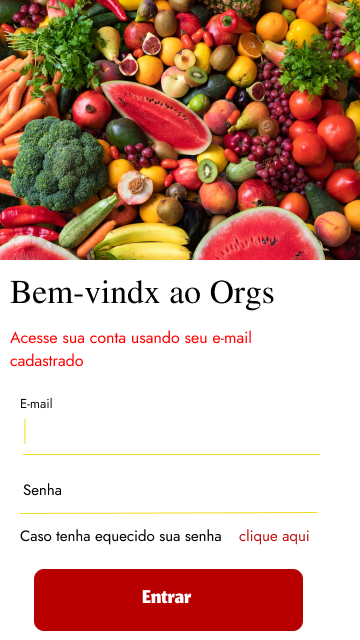 Bem-vindx ao Orgs
Acesse sua conta usando seu e-mail
cadastrado
E-mail
Senha
Caso tenha equecido sua senha clique aqui
Entrar